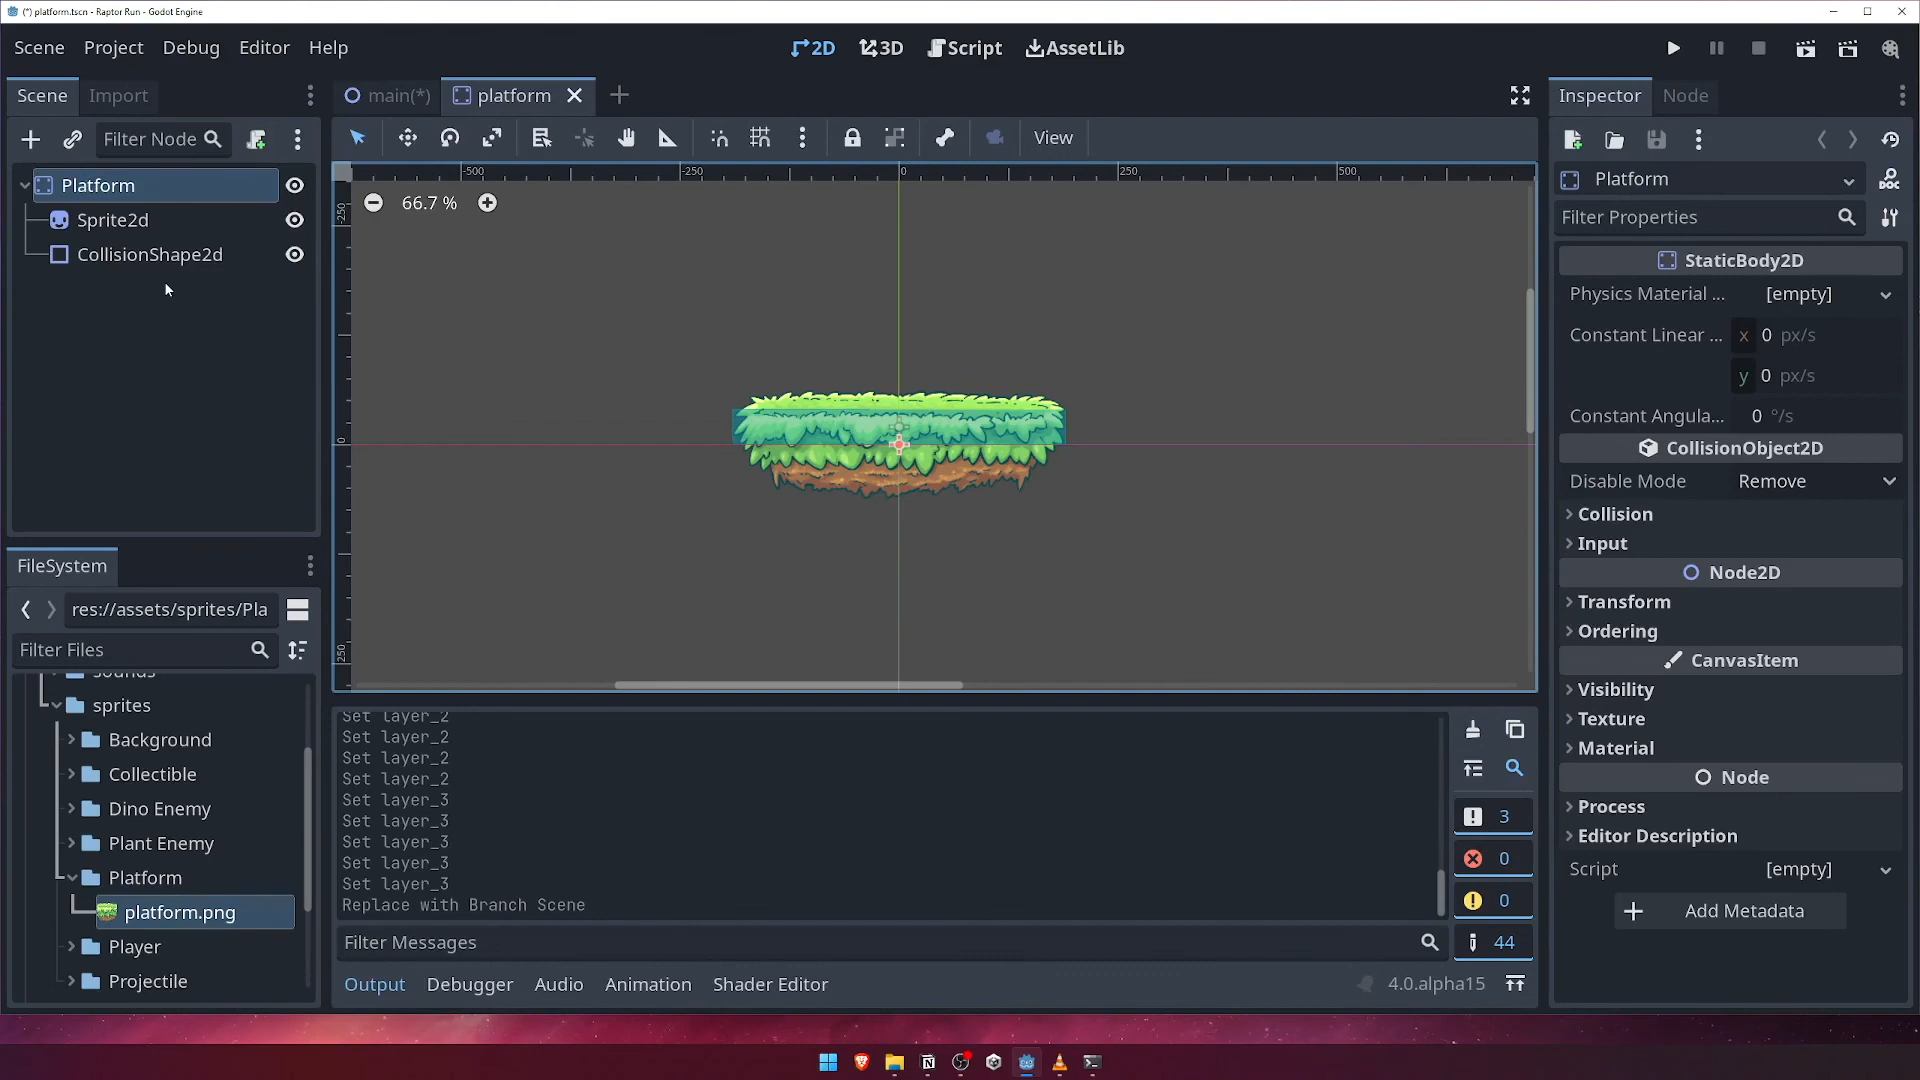 (*) platform.tscn - Raptor Run - Godot Engine
Scene Project Debug Editor Help
2D 3D Script AssetLib
Scene Import
main(*) platform
Inspector Node
Filter Node
View
Platform
Sprite2d
CollisionShape2d
-500 -250 0 250 500
66.7 %
-250
0
250
Platform
Filter Properties
StaticBody2D
Physics Material ... [empty]
Constant Linear ... x 0 px/s
y 0 px/s
Constant Angula... 0 °/s
CollisionObject2D
Disable Mode Remove
Collision
Input
Node2D
Transform
Ordering
CanvasItem
Visibility
Texture
Material
Node
Process
Editor Description
Script [empty]
Add Metadata
FileSystem
res://assets/sprites/Pla
Filter Files
sounds
sprites
Background
Collectible
Dino Enemy
Plant Enemy
Platform
platform.png
Player
Projectile
Set layer_2
Set layer_2
Set layer_2
Set layer_2
Set layer_3
Set layer_3
Set layer_3
Set layer_3
Set layer_3
Replace with Branch Scene
3
0
0
44
Filter Messages
Output Debugger Audio Animation Shader Editor
4.0.alpha15